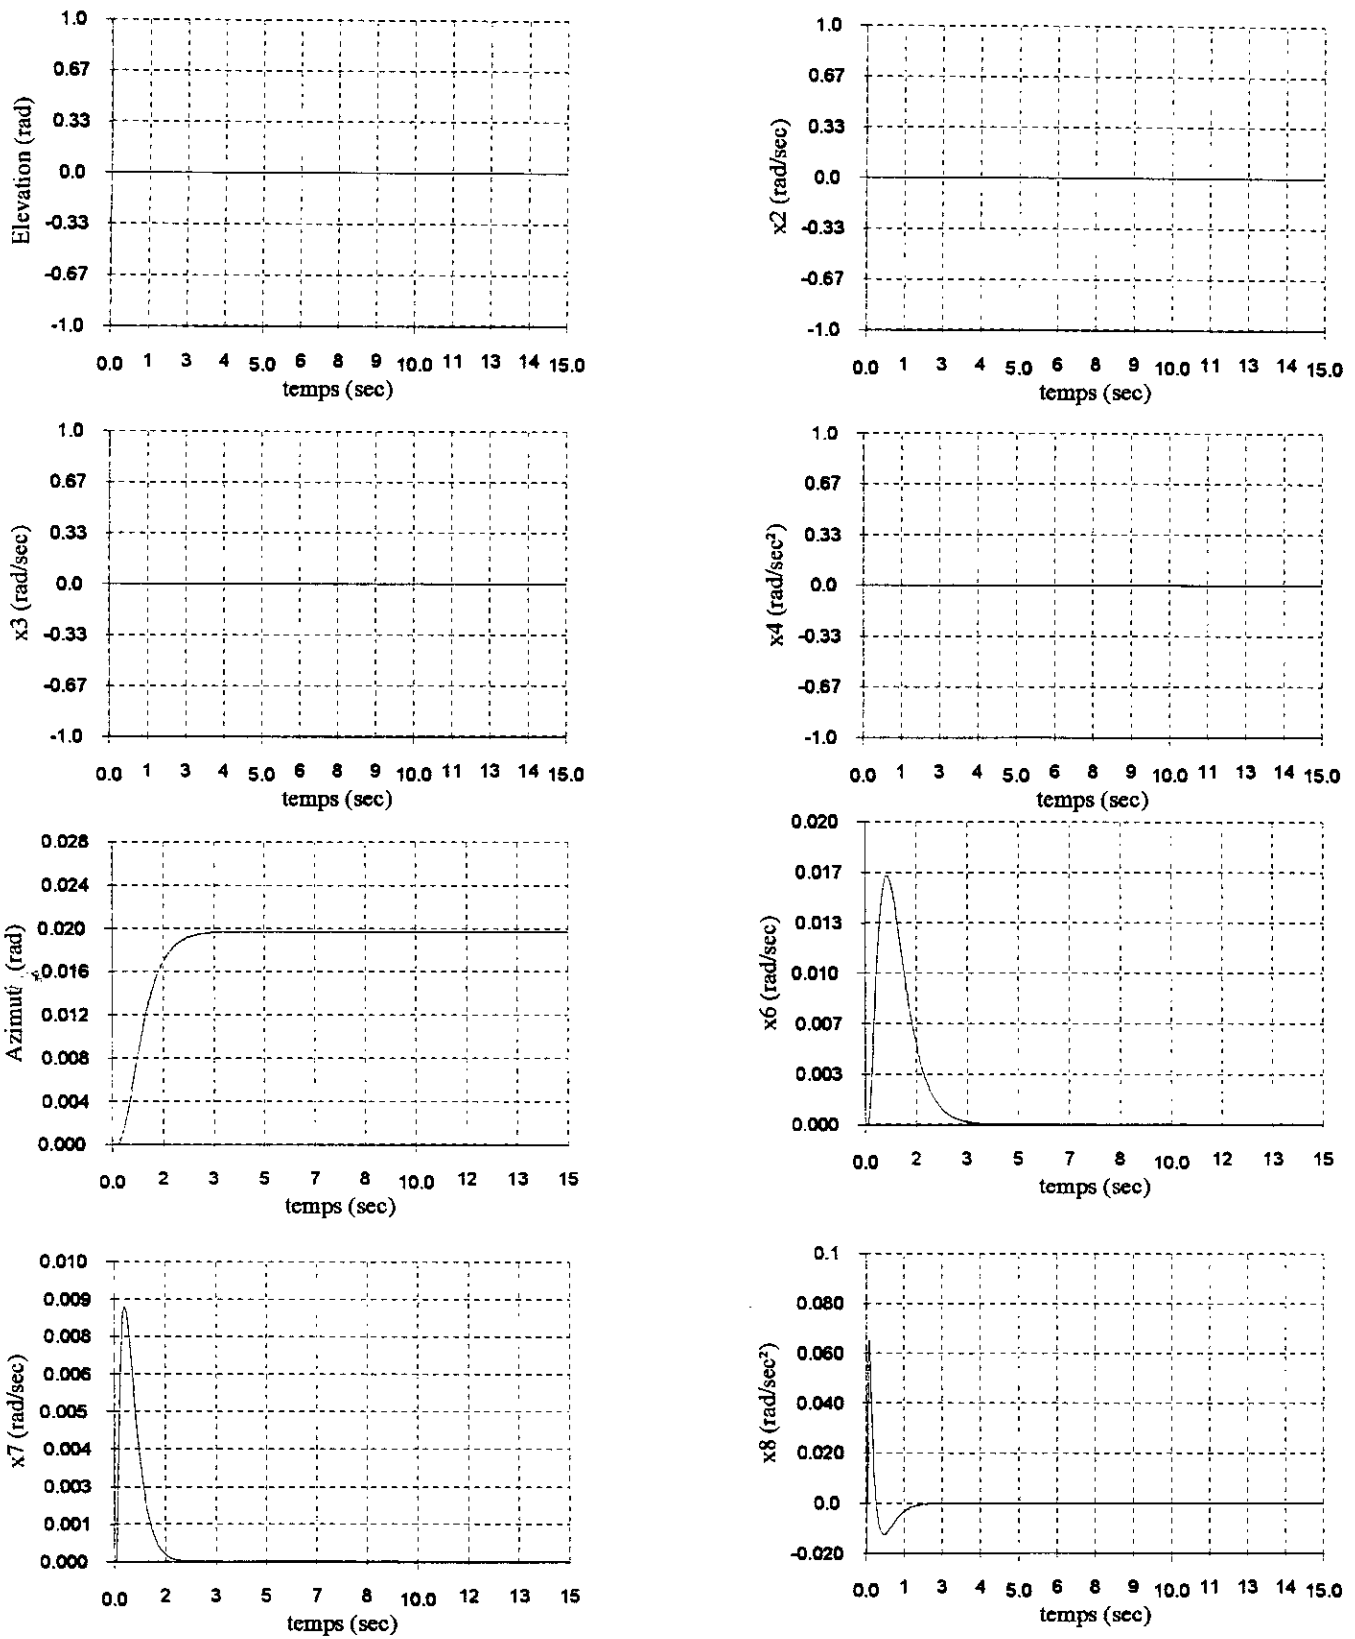 1.0
0.67
0.33
0.0
-0.33
-0.67
-1.0
Elevation (rad)
0.0 1 3 4 5.0 6 8 9 10.0 11 13 14 15.0
temps (sec)
1.0
0.67
0.33
0.0
-0.33
-0.67
-1.0
x2 (rad/sec)
0.0 1 3 4 5.0 6 8 9 10.0 11 13 14 15.0
temps (sec)
1.0
0.67
0.33
0.0
-0.33
-0.67
-1.0
x3 (rad/sec)
0.0 1 3 4 5.0 6 8 9 10.0 11 13 14 15.0
temps (sec)
1.0
0.67
0.33
0.0
-0.33
-0.67
-1.0
x4 (rad/sec²)
0.0 1 3 4 5.0 6 8 9 10.0 11 13 14 15.0
temps (sec)
0.028
0.024
0.020
0.016
0.012
0.008
0.004
0.000
Azimut (rad)
0.0 2 3 5 7 8 10.0 12 13 15
temps (sec)
0.020
0.017
0.013
0.010
0.007
0.003
0.000
x6 (rad/sec)
0.0 2 3 5 7 8 10.0 12 13 15
temps (sec)
0.010
0.009
0.008
0.006
0.005
0.004
0.003
0.001
0.000
x7 (rad/sec)
0.0 2 3 5 7 8 10.0 12 13 15
temps (sec)
0.1
0.080
0.060
0.040
0.020
0.0
-0.020
x8 (rad/sec²)
0.0 1 3 4 5.0 6 8 9 10.0 11 13 14 15.0
temps (sec)